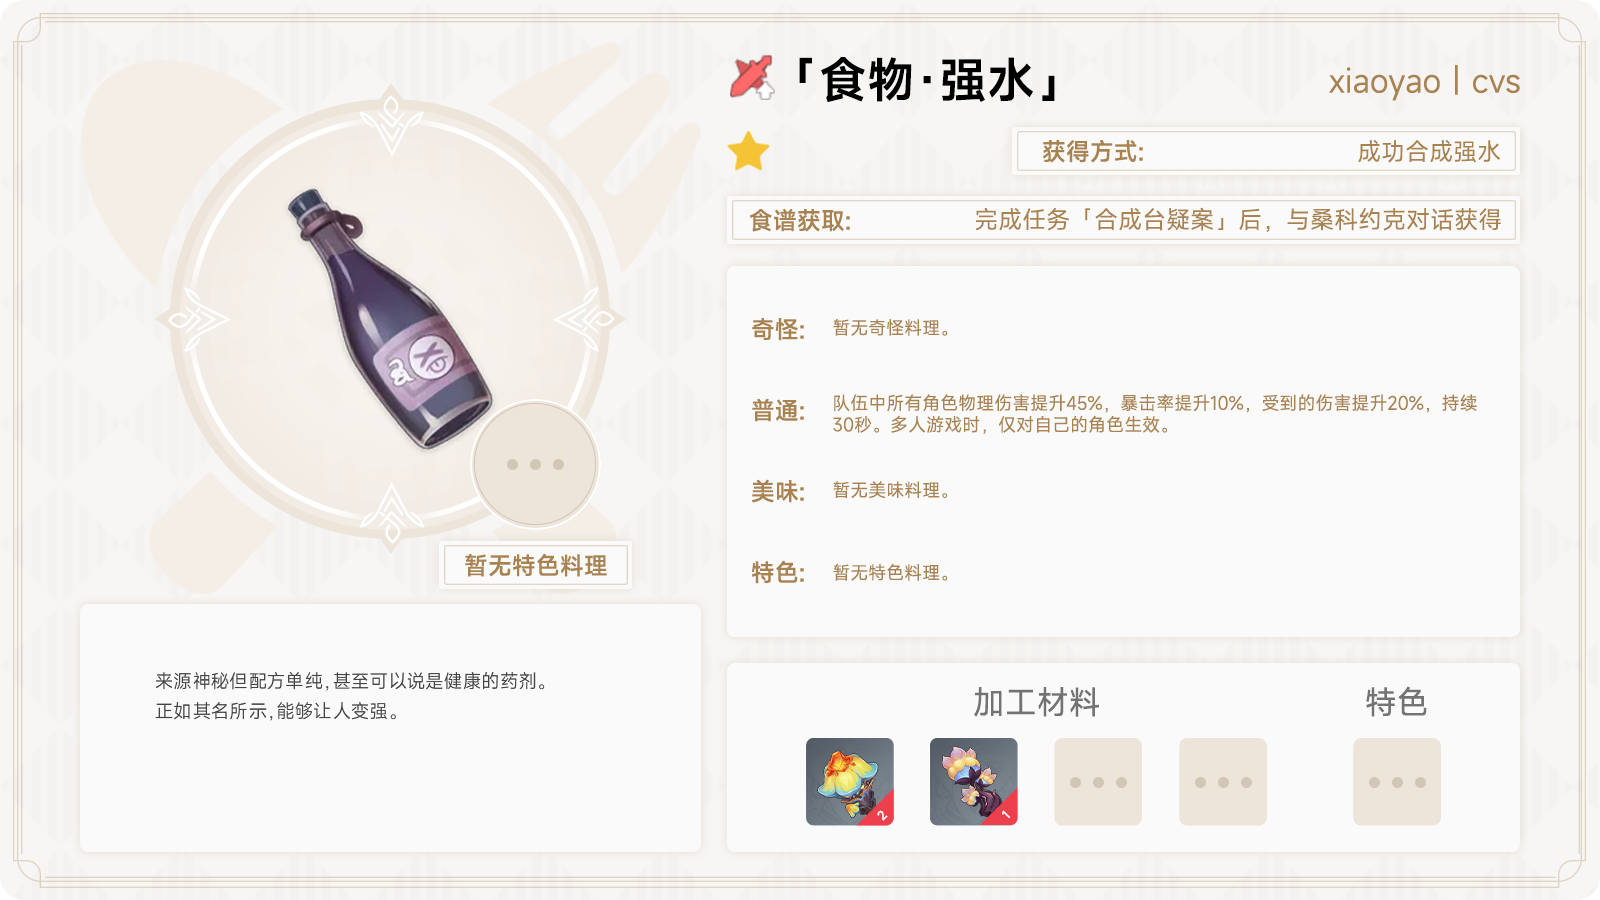 「食物·强水」
xiaoyao | cvs
获得方式:
成功合成强水
食谱获取:
完成任务「合成台疑案」后，与桑科约克对话获得
奇怪:
暂无奇怪料理。
普通:
队伍中所有角色物理伤害提升45%，暴击率提升10%，受到的伤害提升20%，持续
30秒。多人游戏时，仅对自己的角色生效。
美味:
暂无美味料理。
特色:
暂无特色料理。
暂无特色料理
来源神秘但配方单纯,甚至可以说是健康的药剂。
正如其名所示,能够让人变强。
加工材料
特色
2
1